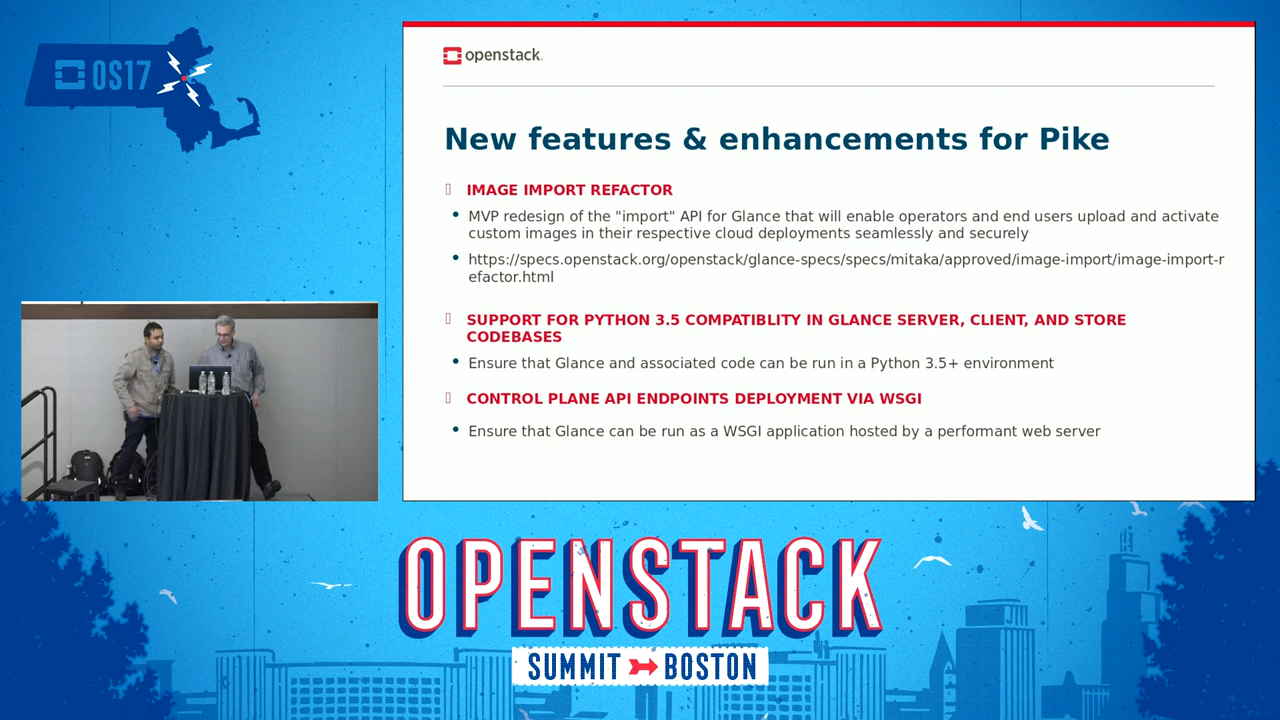 OS17
openstack.
New features & enhancements for Pike
IMAGE IMPORT REFACTOR
• MVP redesign of the "import" API for Glance that will enable operators and end users upload and activate
custom images in their respective cloud deployments seamlessly and securely
• https://specs.openstack.org/openstack/glance-specs/specs/mitaka/approved/image-import/image-import-r
efactor.html
SUPPORT FOR PYTHON 3.5 COMPATIBLITY IN GLANCE SERVER, CLIENT, AND STORE
CODEBASES
• Ensure that Glance and associated code can be run in a Python 3.5+ environment
CONTROL PLANE API ENDPOINTS DEPLOYMENT VIA WSGI
• Ensure that Glance can be run as a WSGI application hosted by a performant web server
OPENSTACK
SUMMIT BOSTON